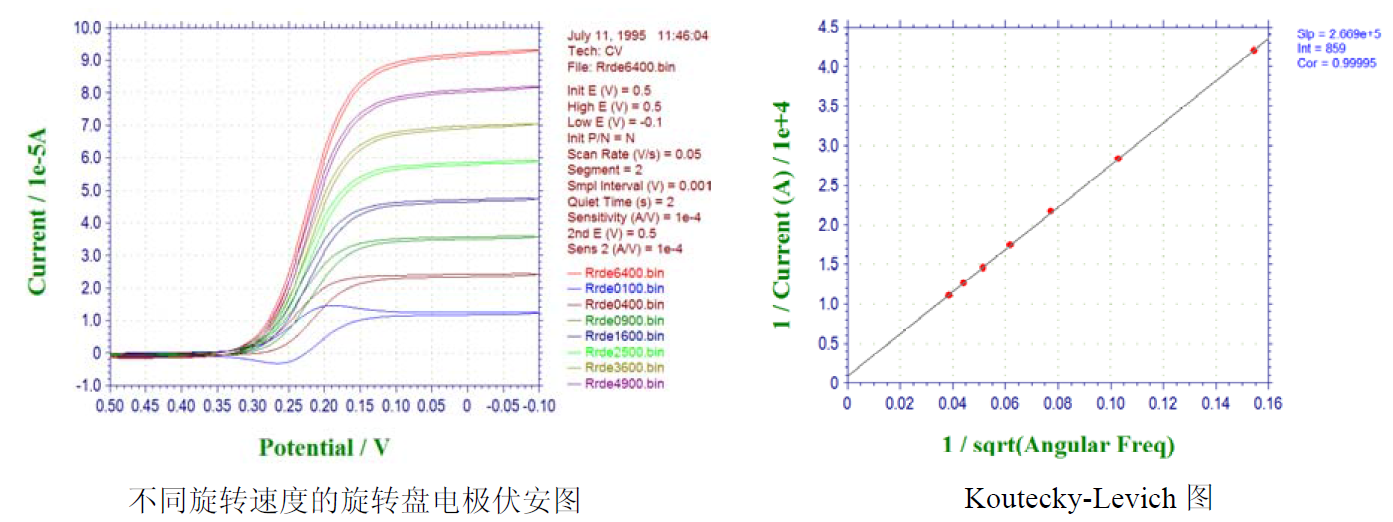 10.0
9.0
8.0
7.0
6.0
5.0
4.0
3.0
2.0
1.0
0
-1.0
Current / 1e-5A
0.50 0.45 0.40 0.35 0.30 0.25 0.20 0.15 0.10 0.05 0 -0.05 -0.10
Potential / V
July 11, 1995 11:46:04
Tech: CV
File: Rrde6400.bin
Init E (V) = 0.5
High E (V) = 0.5
Low E (V) = -0.1
Init P/N = N
Scan Rate (V/s) = 0.05
Segment = 2
Smpl Interval (V) = 0.001
Quiet Time (s) = 2
Sensitivity (A/V) = 1e-4
2nd E (V) = 0.5
Sens 2 (A/V) = 1e-4
Rrde6400.bin
Rrde0100.bin
Rrde0400.bin
Rrde0900.bin
Rrde1600.bin
Rrde2500.bin
Rrde3600.bin
Rrde4900.bin
不同旋转速度的旋转盘电极伏安图
4.5
4.0
3.5
3.0
2.5
2.0
1.5
1.0
0.5
0
1 / Current (A) / 1e+4
0 0.02 0.04 0.06 0.08 0.10 0.12 0.14 0.16
1 / sqrt(Angular Freq)
Slp = 2.669e+5
Int = 859
Cor = 0.99995
Koutecky-Levich 图